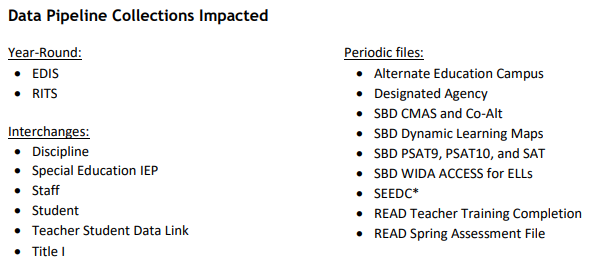 Data Pipeline Collections Impacted
Year-Round:
• EDIS
• RITS
Interchanges:
• Discipline
• Special Education IEP
• Staff
• Student
• Teacher Student Data Link
• Title I
Periodic files:
• Alternate Education Campus
• Designated Agency
• SBD CMAS and Co-Alt
• SBD Dynamic Learning Maps
• SBD PSAT9, PSAT10, and SAT
• SBD WIDA ACCESS for ELLs
• SEEDC*
• READ Teacher Training Completion
• READ Spring Assessment File